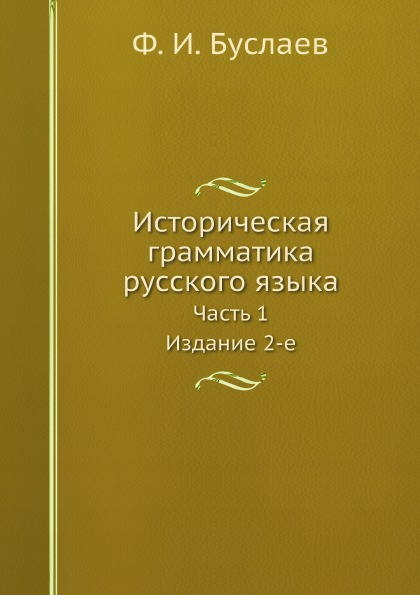 Ф. И. Буслаев
Историческая
грамматика
русского языка
Часть 1
Издание 2-е